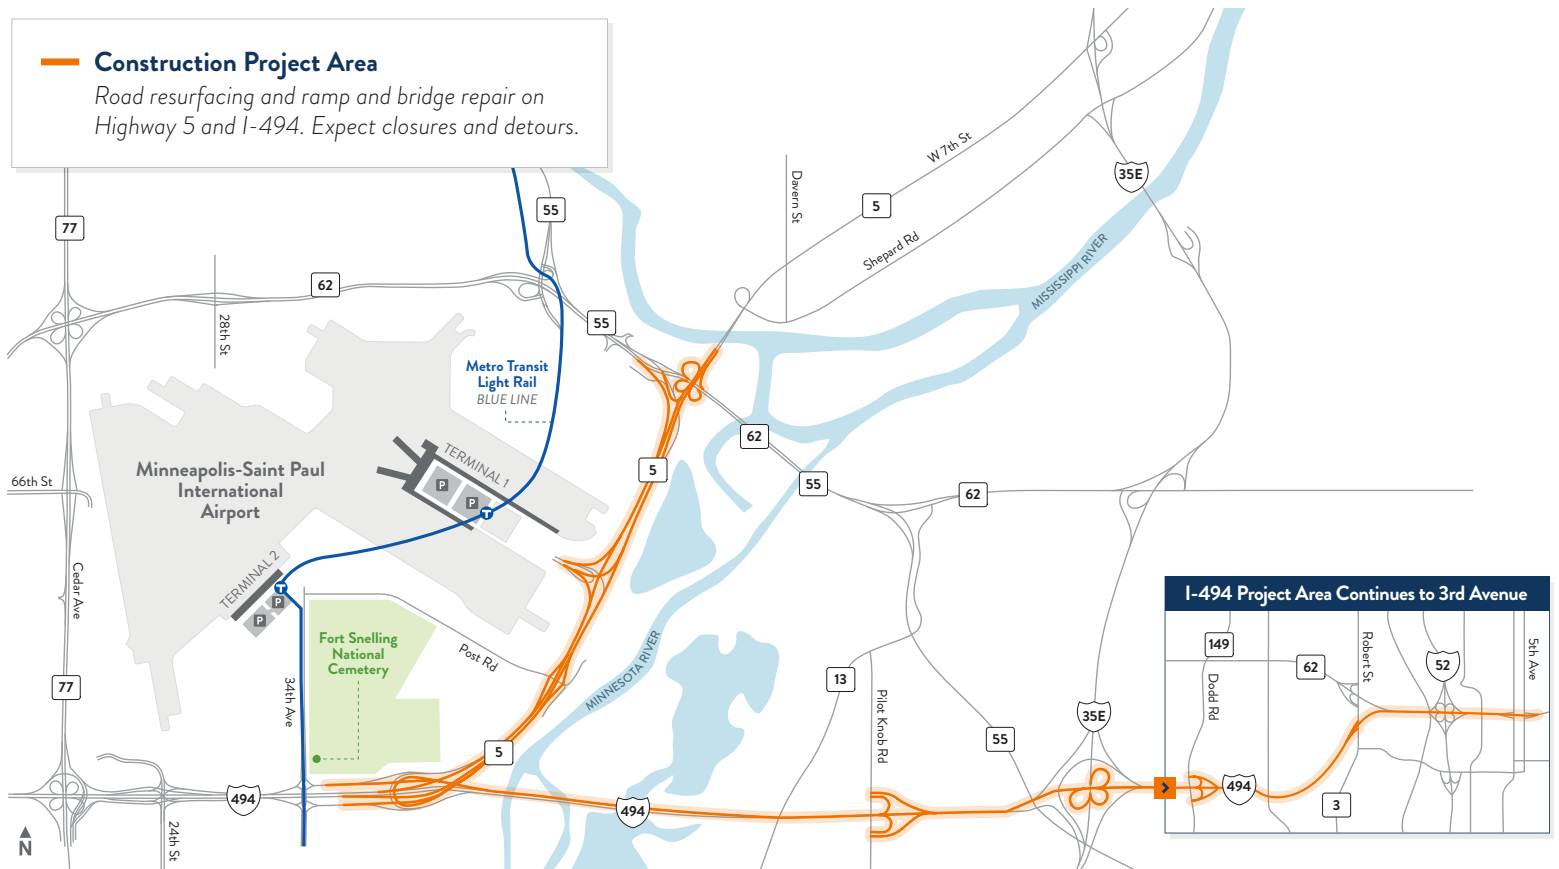 Construction Project Area
Road resurfacing and ramp and bridge repair on
Highway 5 and I-494. Expect closures and detours.
W 7th St
35E
Davern St
5
55
77
Shepard Rd
MISSISSIPPI RIVER
62
28th St
55
Metro Transit
Light Rail
BLUE LINE
62
TERMINAL 1
Minneapolis-Saint Paul
International
Airport
5
66th St
P
P
T
55
62
TERMINAL 2
T
P
P
Cedar Ave
I-494 Project Area Continues to 3rd Avenue
Fort Snelling
National
Cemetery
Post Rd
MINNESOTA RIVER
149
62
Robert St
52
5th Ave
77
34th Ave
13
Pilot Knob Rd
Dodd Rd
35E
55
5
494
494
494
3
24th St
N